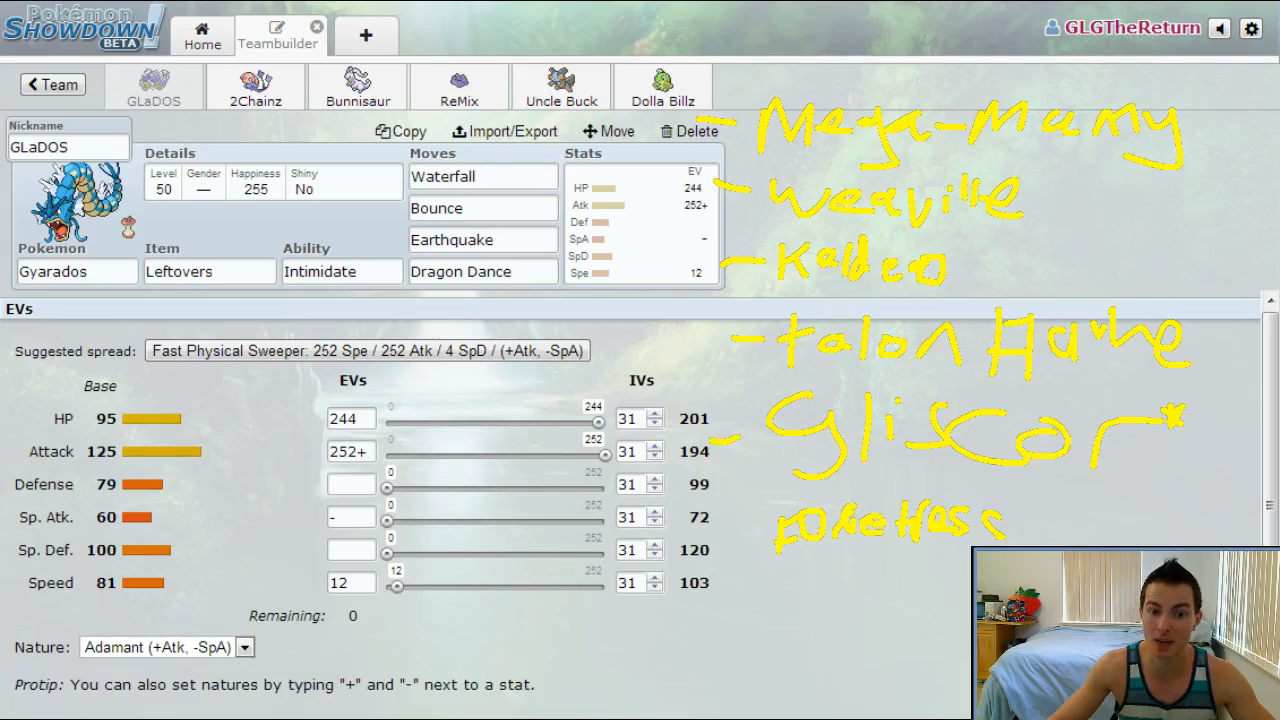 Pokémon
SHOWDOWN!
BETA
Home
Teambuilder
+
GLGTheReturn
Team
GLaDOS
2Chainz
Bunnisaur
ReMix
Uncle Buck
Dolla Billz
Nickname
GLaDOS
Copy Import/Export Move Delete
Details
Level Gender Happiness Shiny
50 — 255 No
Moves
Waterfall
Bounce
Earthquake
Dragon Dance
Stats
EV
HP 244
Atk 252+
Def
SpA -
SpD
Spe 12
Pokemon Item Ability
Gyarados Leftovers Intimidate
- Mega-Mamy
- Weaville
- Keldeo
- talon Flame
- Gliscor*
EVs
Suggested spread: Fast Physical Sweeper: 252 Spe / 252 Atk / 4 SpD / (+Atk, -SpA)
Base EVs IVs
HP 95 244 0 244 31 201
Attack 125 252+ 0 252 31 194
Defense 79 0 252 31 99
Sp. Atk. 60 - 0 252 31 72
Sp. Def. 100 0 252 31 120
Speed 81 12 12 252 31 103
Remaining: 0
Nature: Adamant (+Atk, -SpA)
Protip: You can also set natures by typing "+" and "-" next to a stat.